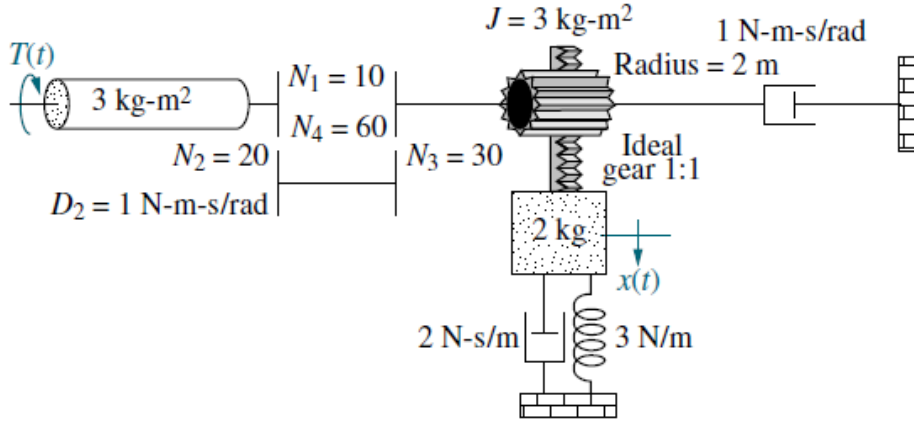 J = 3 kg-m²
1 N-m-s/rad
T(t)
3 kg-m²
N₁ = 10
Radius = 2 m
N₄ = 60
N₂ = 20
N₃ = 30
Ideal
gear 1:1
D₂ = 1 N-m-s/rad
2 kg
x(t)
2 N-s/m
3 N/m